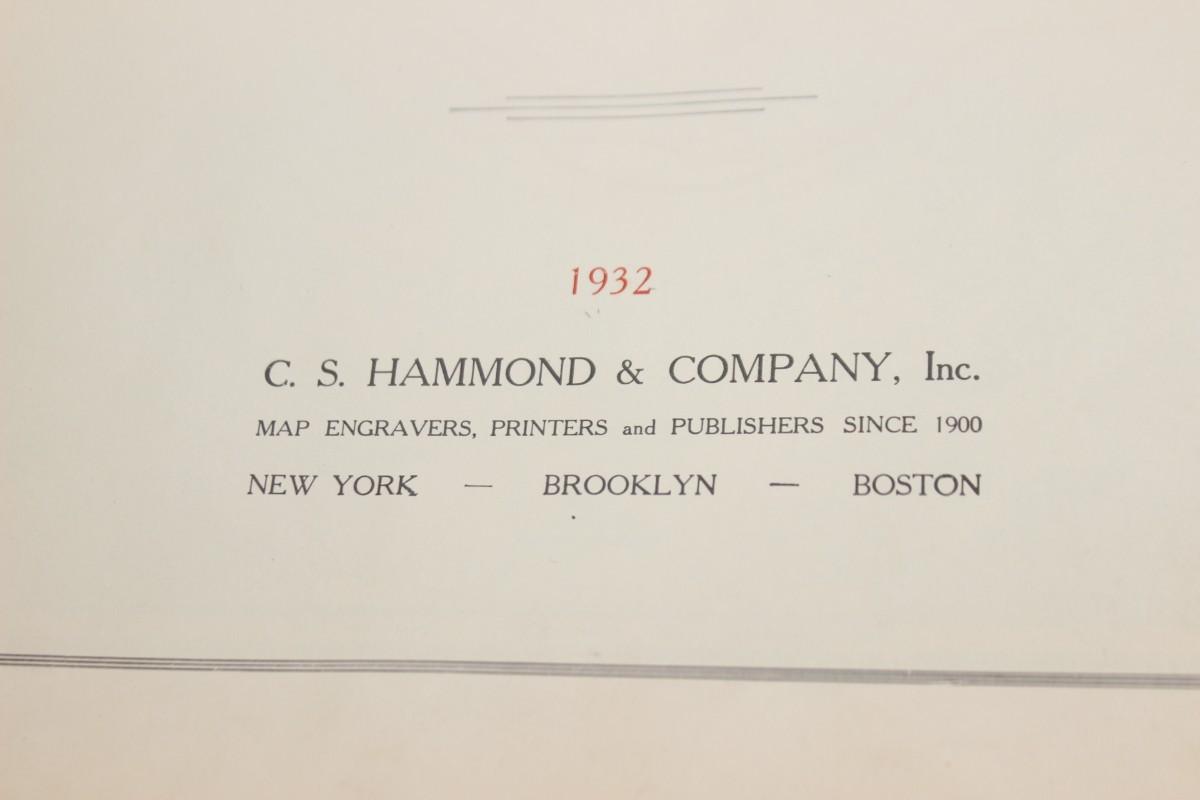 1932
C. S. HAMMOND & COMPANY, Inc.
MAP ENGRAVERS, PRINTERS and PUBLISHERS SINCE 1900
NEW YORK — BROOKLYN — BOSTON